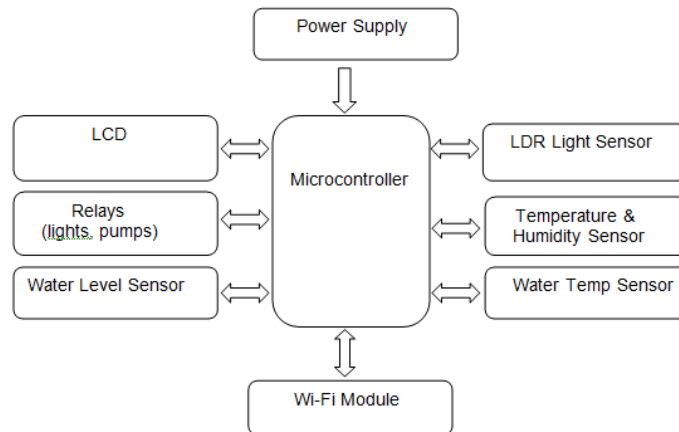 Power Supply
LCD
Microcontroller
LDR Light Sensor
Relays
(lights, pumps)
Temperature &
Humidity Sensor
Water Level Sensor
Water Temp Sensor
Wi-Fi Module